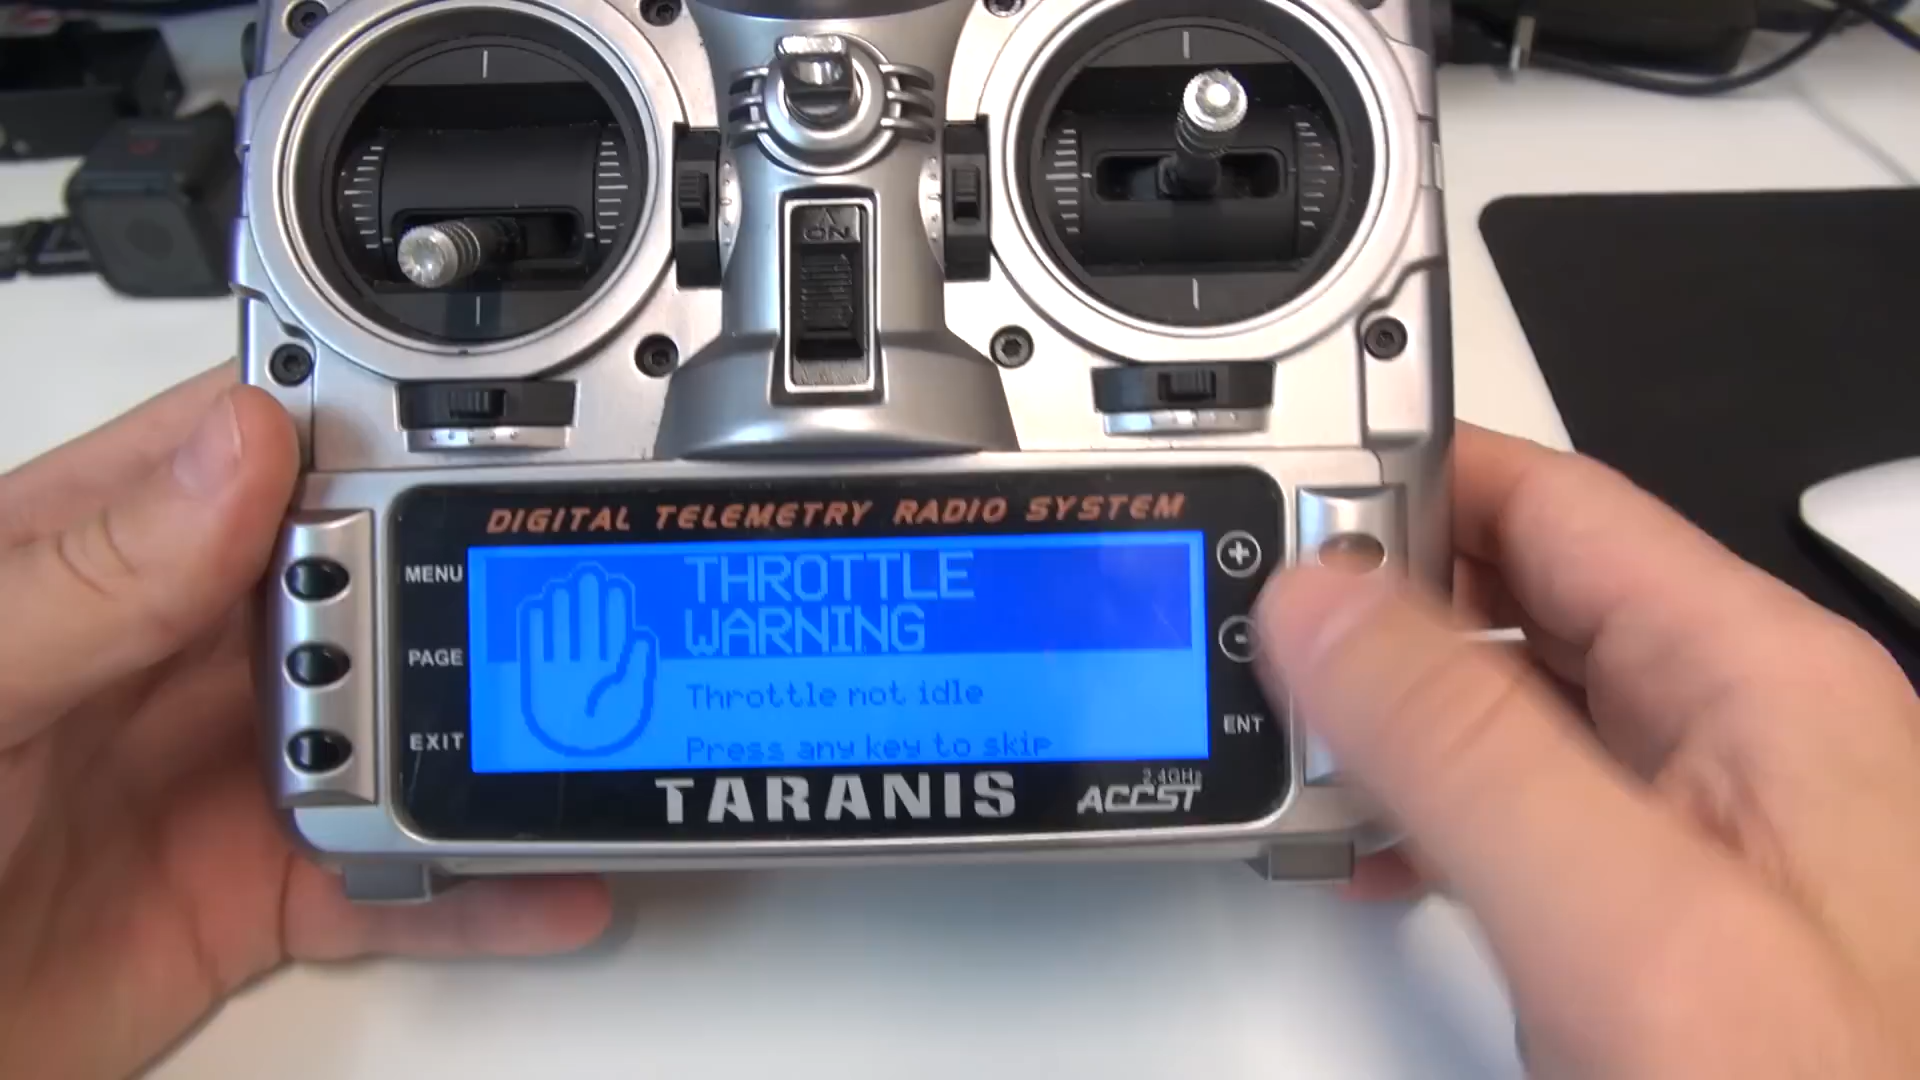 ON
DIGITAL TELEMETRY RADIO SYSTEM
MENU
PAGE
EXIT
THROTTLE
WARNING
Throttle not idle
Press any key to skip
+
-
ENT
TARANIS
2.4GHz
ACCST